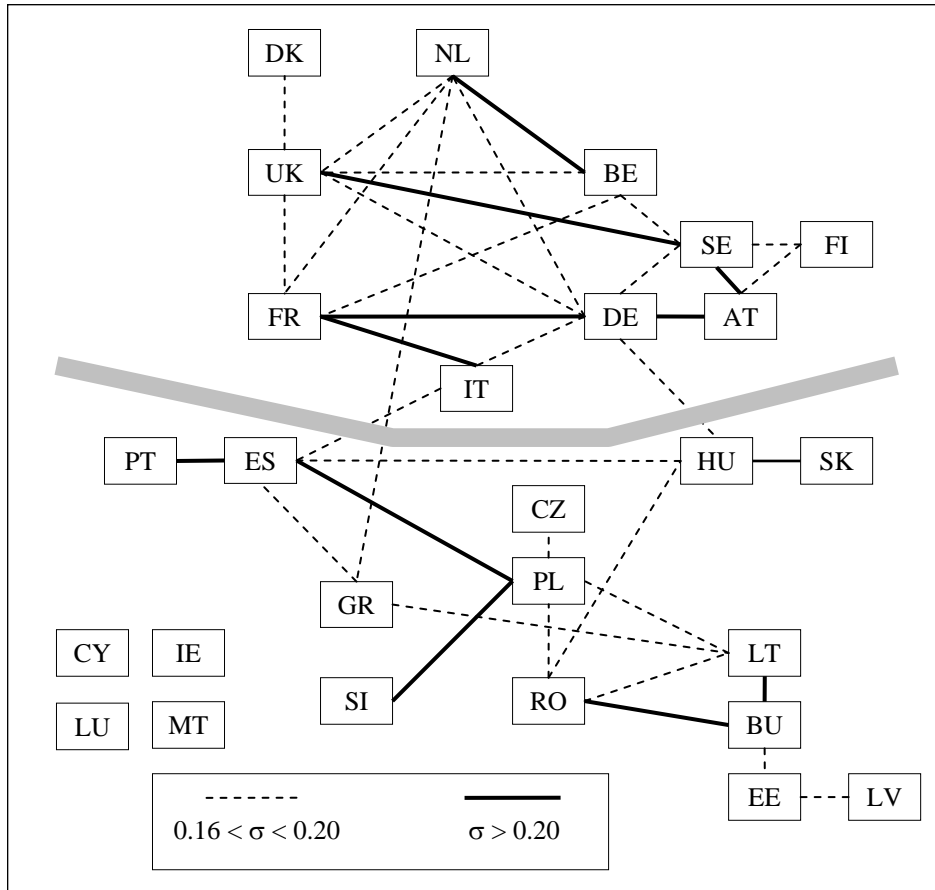 DK
NL
UK
BE
SE
FI
FR
DE
AT
IT
PT
ES
HU
SK
CZ
PL
GR
CY
IE
LT
SI
RO
LU
MT
BU
EE
LV
0.16 < σ < 0.20
σ > 0.20